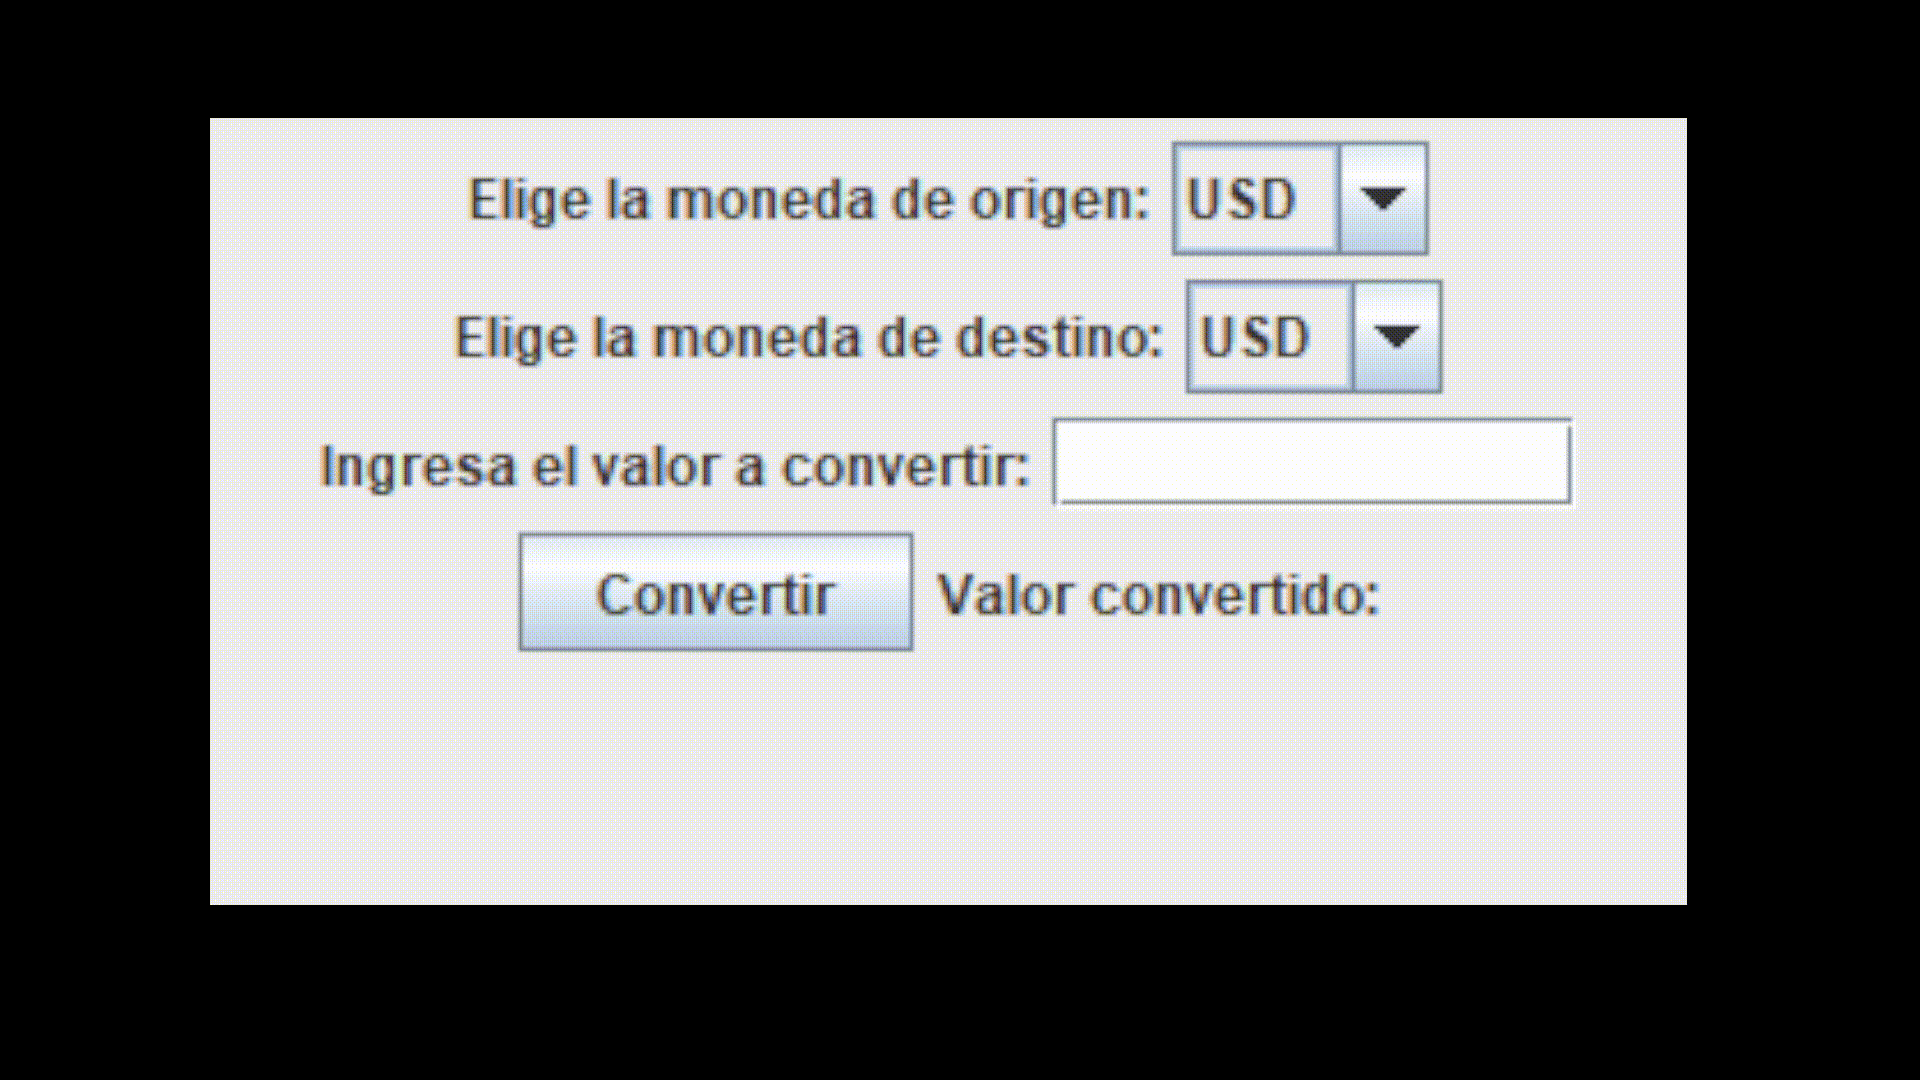 Elige la moneda de origen: USD
Elige la moneda de destino: USD
Ingresa el valor a convertir:
Convertir Valor convertido: